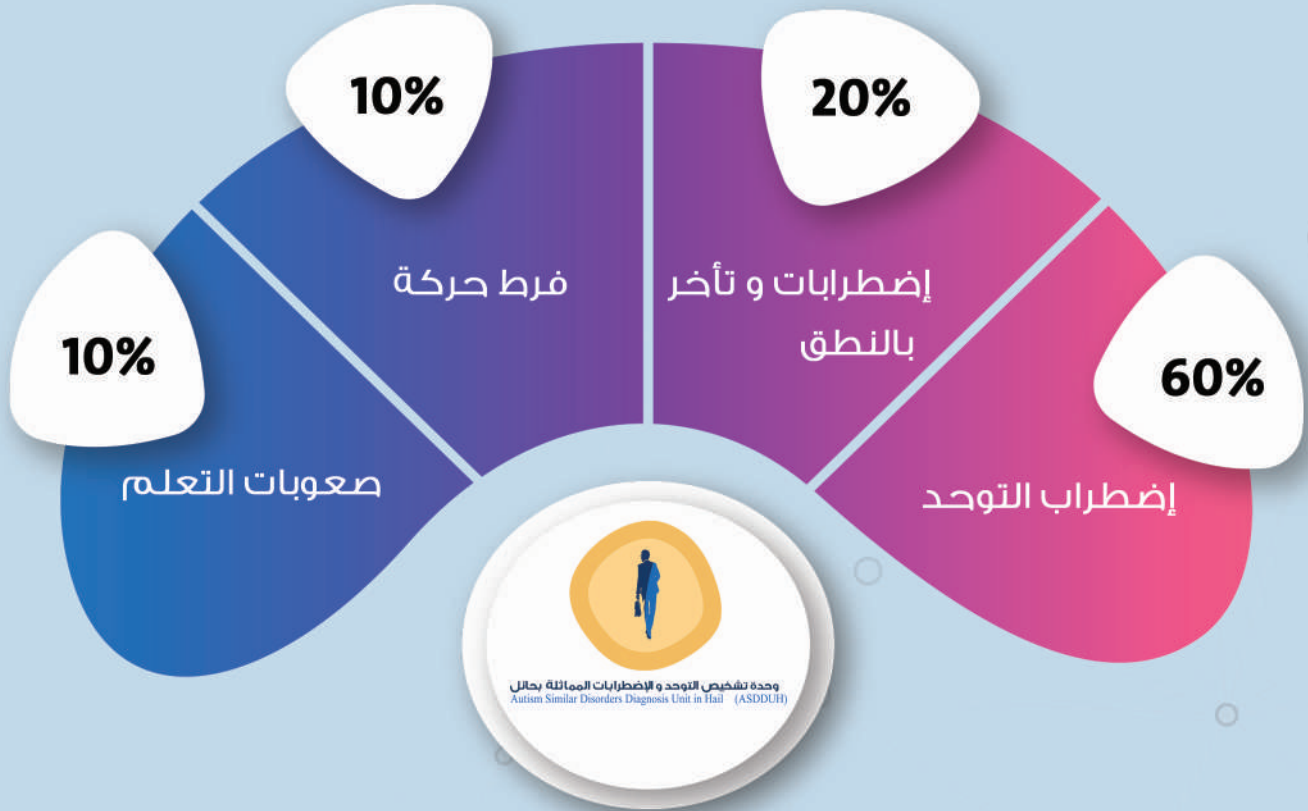 60%
إضطراب التوحد
20%
إضطرابات و تأخر
بالنطق
10%
فرط حركة
10%
صعوبات التعلم
وحدة تشخيص التوحد و الإضطرابات المماثلة بحائل
Autism Similar Disorders Diagnosis Unit in Hail (ASDDUH)